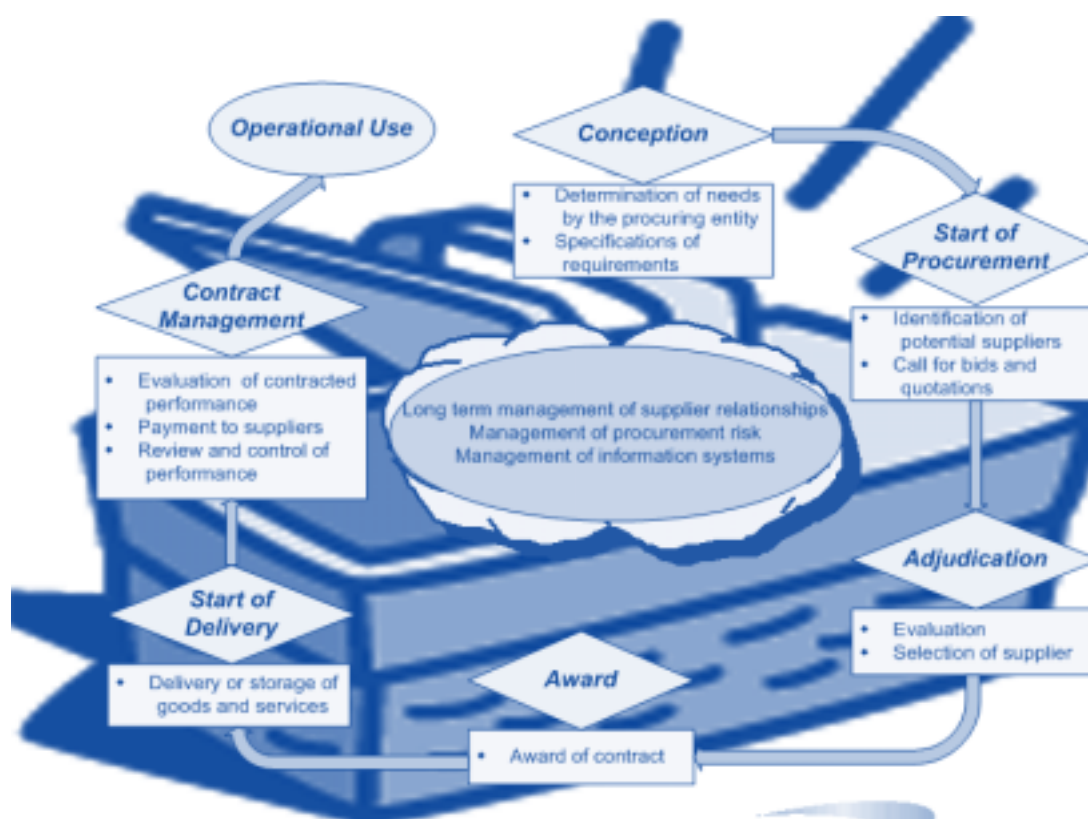 Operational Use
Conception
• Determination of needs
by the procuring entity
• Specifications of
requirements
Start of
Procurement
• Identification of
potential suppliers
• Call for bids and
quotations
Contract
Management
• Evaluation of contracted
performance
• Payment to suppliers
• Review and control of
performance
Long term management of supplier relationships
Management of procurement risk
Management of information systems
Adjudication
• Evaluation
• Selection of supplier
Start of
Delivery
• Delivery or storage of
goods and services
Award
• Award of contract